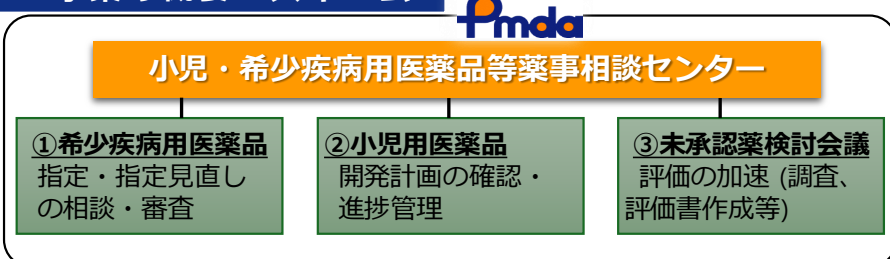 Pmda
小児・希少疾病用医薬品等薬事相談センター
①希少疾病用医薬品
指定・指定見直し
の相談・審査
②小児用医薬品
開発計画の確認・
進捗管理
③未承認薬検討会議
評価の加速 (調査、
評価書作成等)